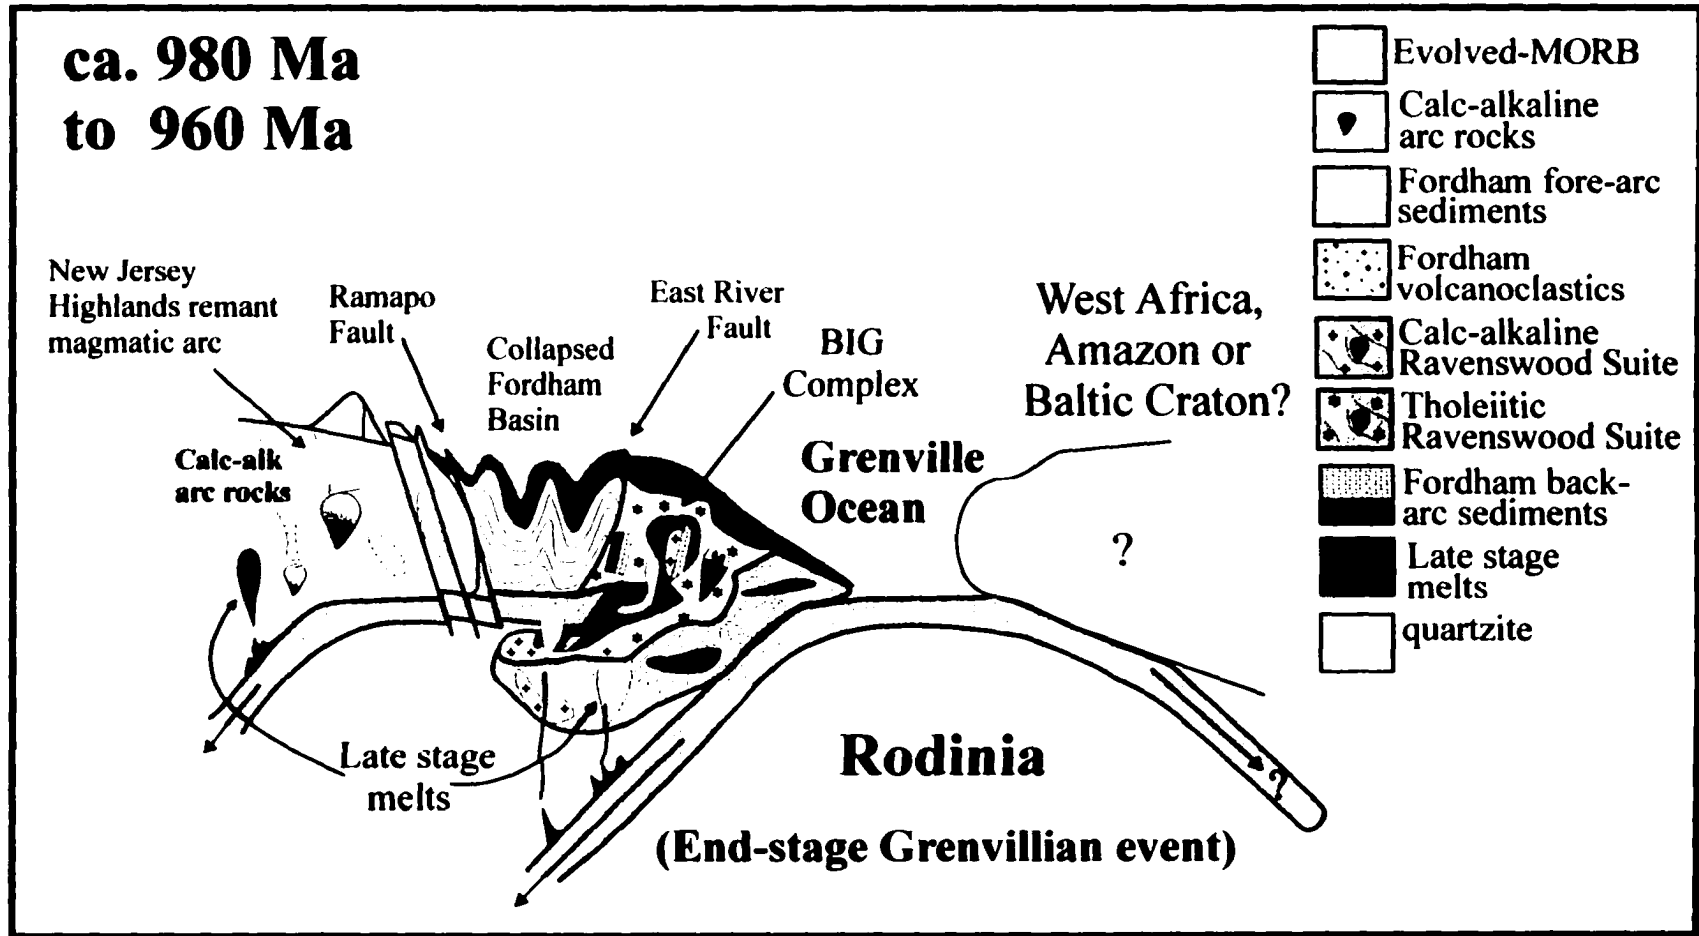 ca. 980 Ma
to 960 Ma
New Jersey
Highlands remant
magmatic arc
Ramapo
Fault
Collapsed
Fordham
Basin
East River
Fault
BIG
Complex
West Africa,
Amazon or
Baltic Craton?
Calc-alk
arc rocks
Grenville
Ocean
?
Late stage
melts
Rodinia
?
(End-stage Grenvillian event)
Evolved-MORB
Calc-alkaline
arc rocks
Fordham fore-arc
sediments
Fordham
volcanoclastics
Calc-alkaline
Ravenswood Suite
Tholeiitic
Ravenswood Suite
Fordham back-
arc sediments
Late stage
melts
quartzite